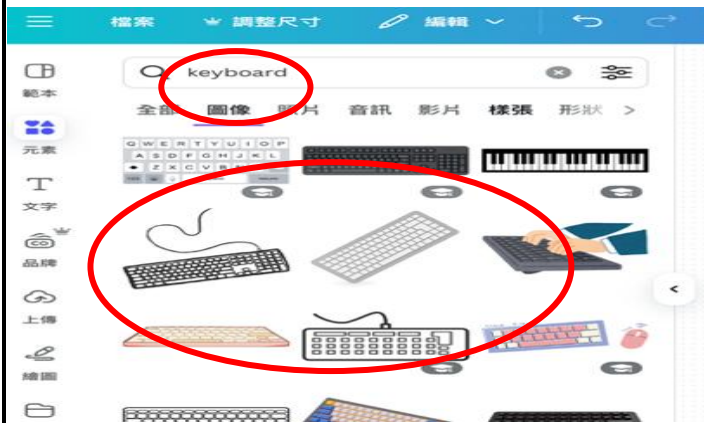 檔案 調整尺寸 編輯
keyboard
全部 圖像 照片 音訊 影片 樣張 形狀 >
範本
元素
文字
CO
品牌
上傳
繪圖
Q W E R T Y U I O P
A S D F G H J K L
Z X C V B